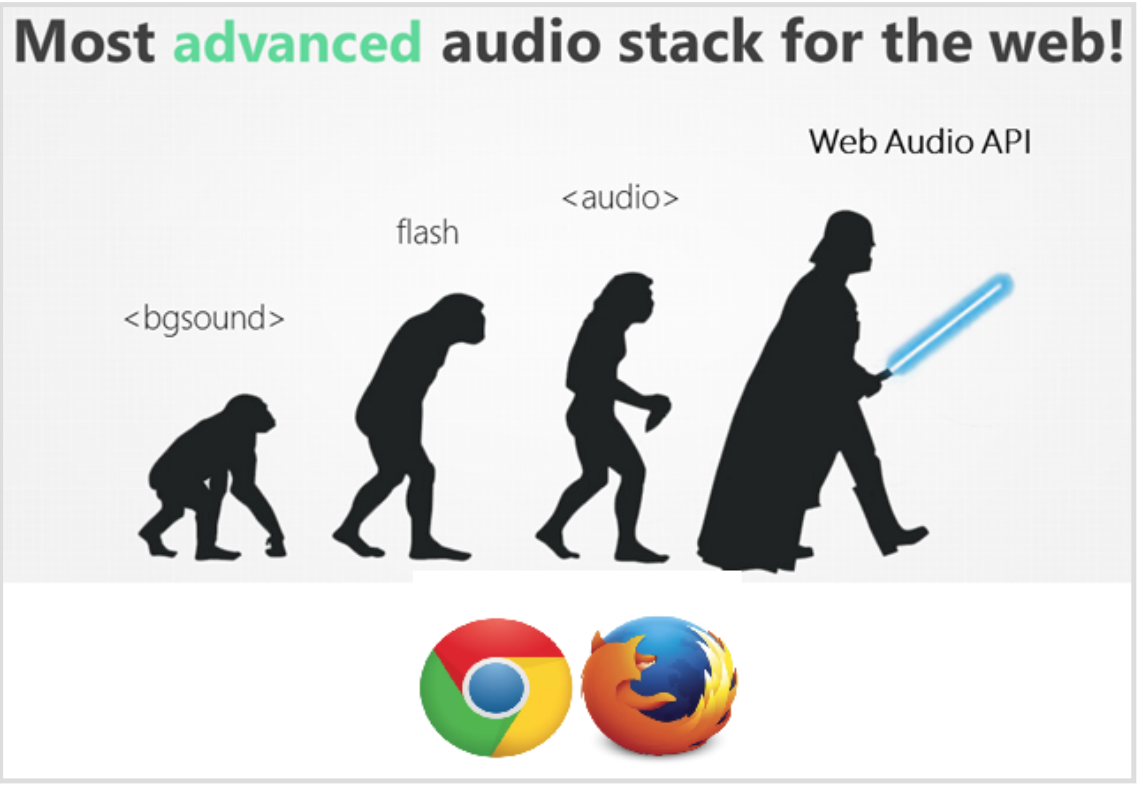 Most advanced audio stack for the web!
Web Audio API
<audio>
flash
<bgsound>